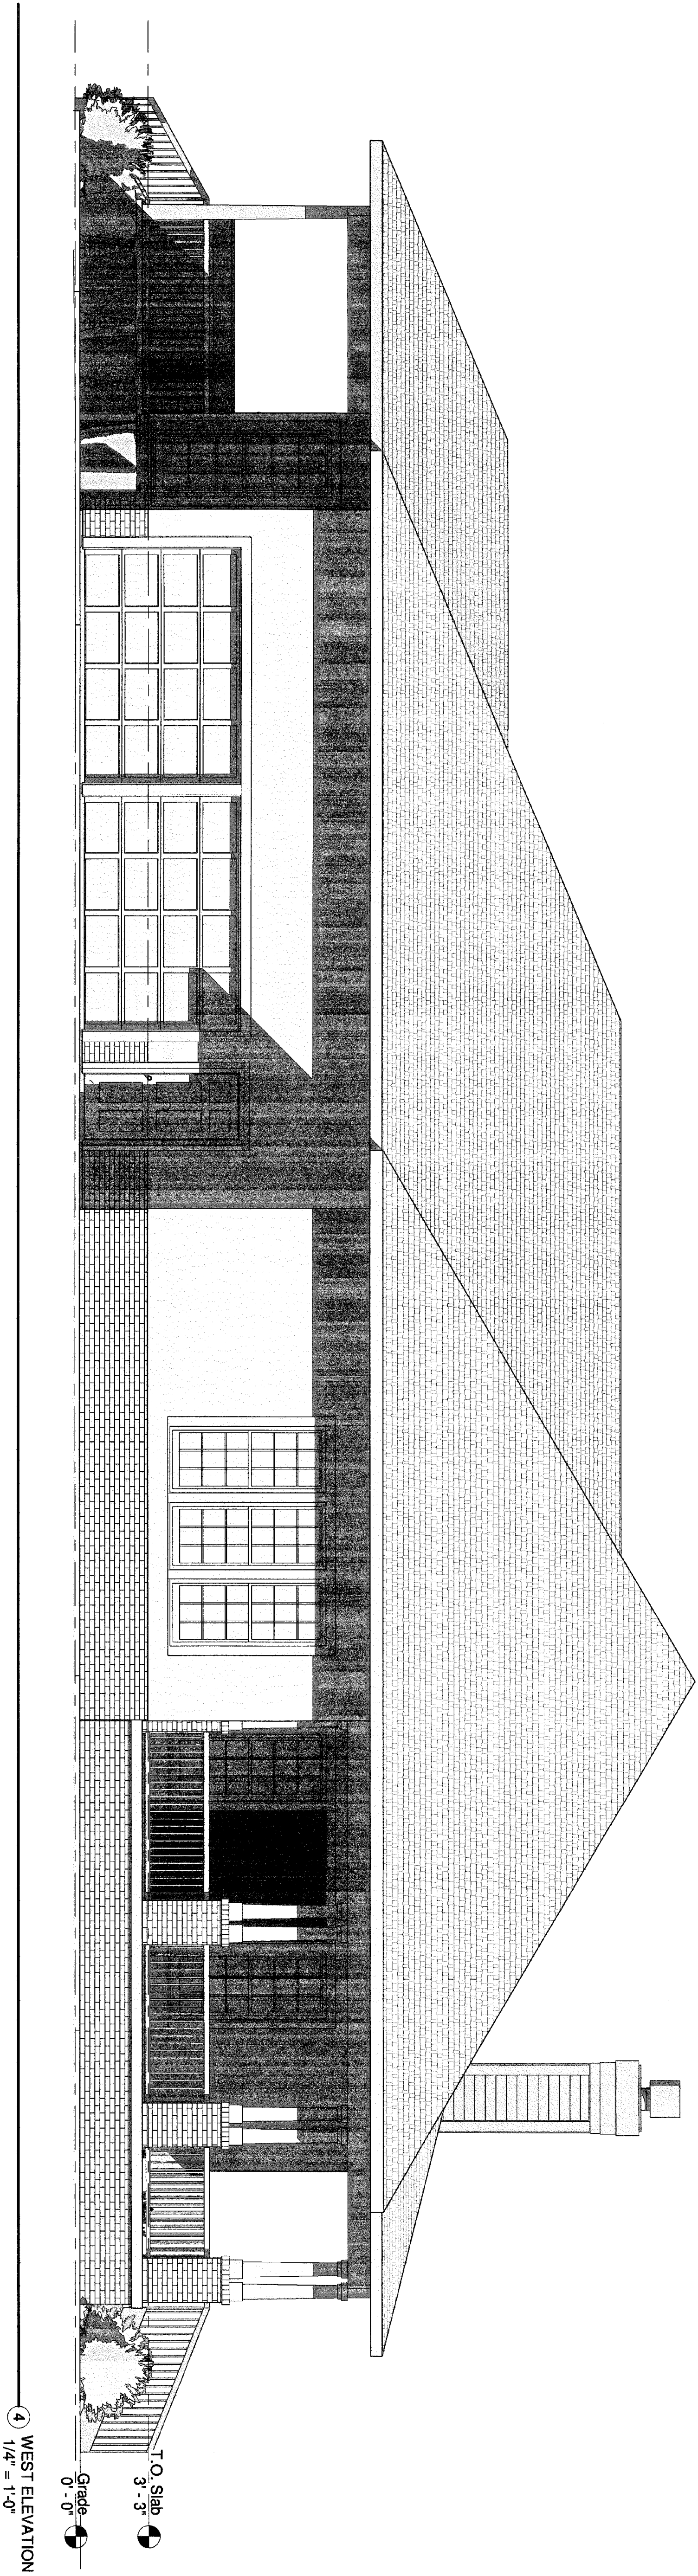 T.O. Slab
3' - 3"
Grade
0' - 0"
4
WEST ELEVATION
1/4" = 1'-0"